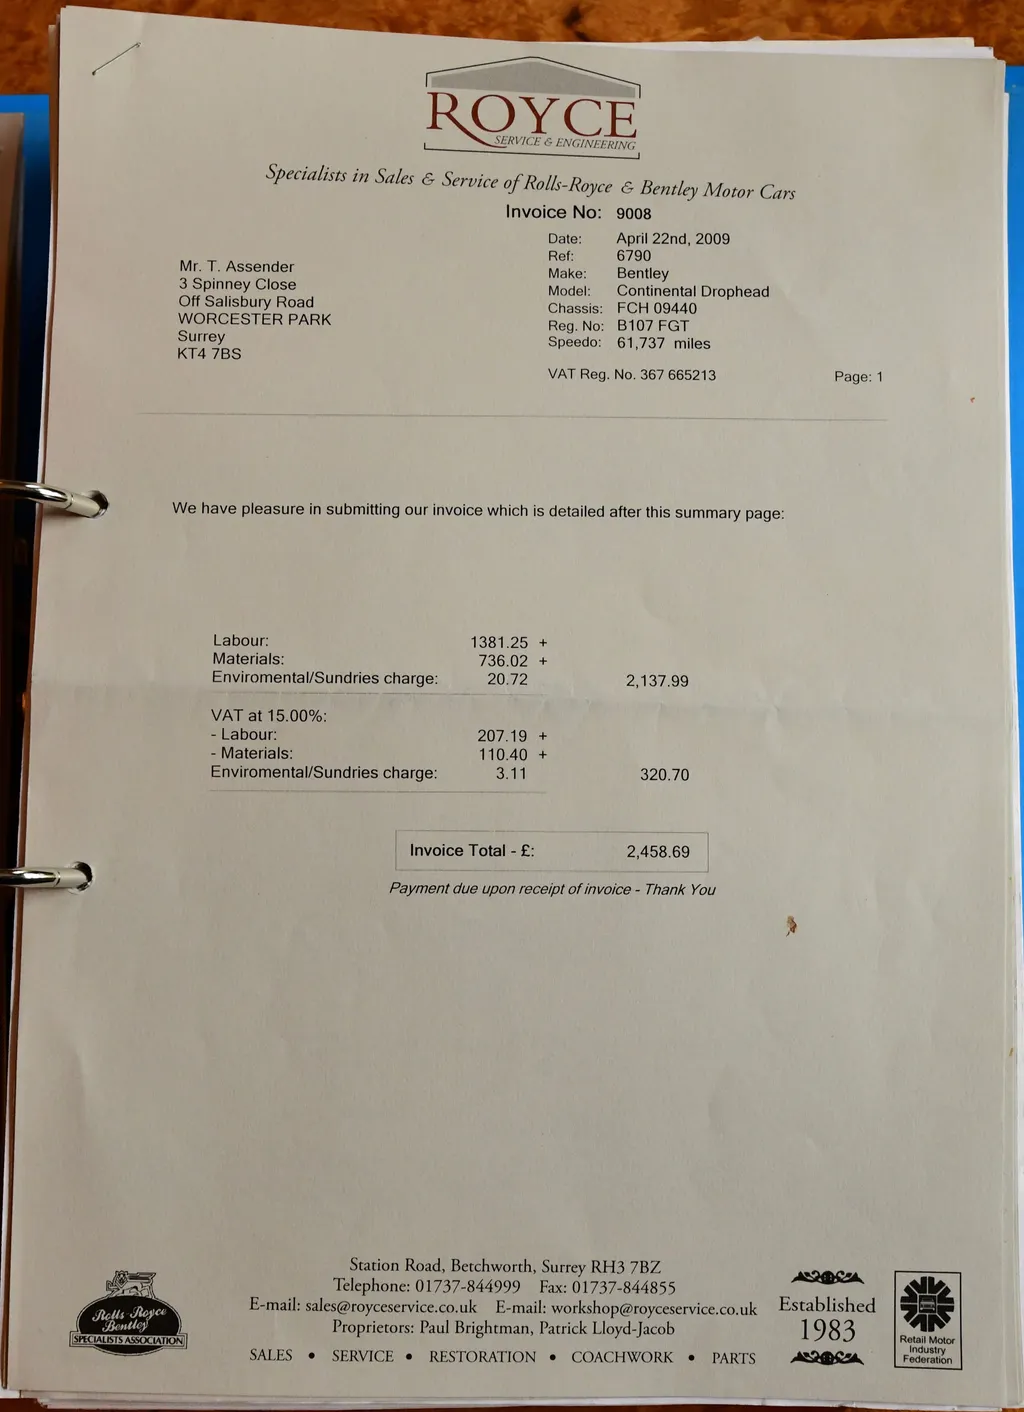 ROYCE
SERVICE & ENGINEERING
Specialists in Sales & Service of Rolls-Royce & Bentley Motor Cars
Invoice No: 9008
Date: April 22nd, 2009
Ref: 6790
Make: Bentley
Model: Continental Drophead
Chassis: FCH 09440
Reg. No: B107 FGT
Speedo: 61,737 miles
VAT Reg. No. 367 665213 Page: 1
Mr. T. Assender
3 Spinney Close
Off Salisbury Road
WORCESTER PARK
Surrey
KT4 7BS
We have pleasure in submitting our invoice which is detailed after this summary page:
Labour: 1381.25 +
Materials: 736.02 +
Enviromental/Sundries charge: 20.72 2,137.99
VAT at 15.00%:
- Labour: 207.19 +
- Materials: 110.40 +
Enviromental/Sundries charge: 3.11 320.70
Invoice Total - £: 2,458.69
Payment due upon receipt of invoice - Thank You
Station Road, Betchworth, Surrey RH3 7BZ
Telephone: 01737-844999 Fax: 01737-844855
E-mail: sales@royceservice.co.uk E-mail: workshop@royceservice.co.uk
Proprietors: Paul Brightman, Patrick Lloyd-Jacob
SALES • SERVICE • RESTORATION • COACHWORK • PARTS
Rolls Royce
Bentley
SPECIALISTS ASSOCIATION
Established
1983
Retail Motor
Industry
Federation